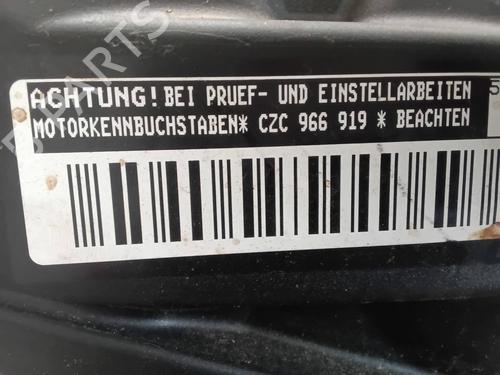 ACHTUNG! BEI PRUEF- UND EINSTELLARBEITEN
MOTORKENNBUCHSTABEN* CZC 966 919 * BEACHTEN